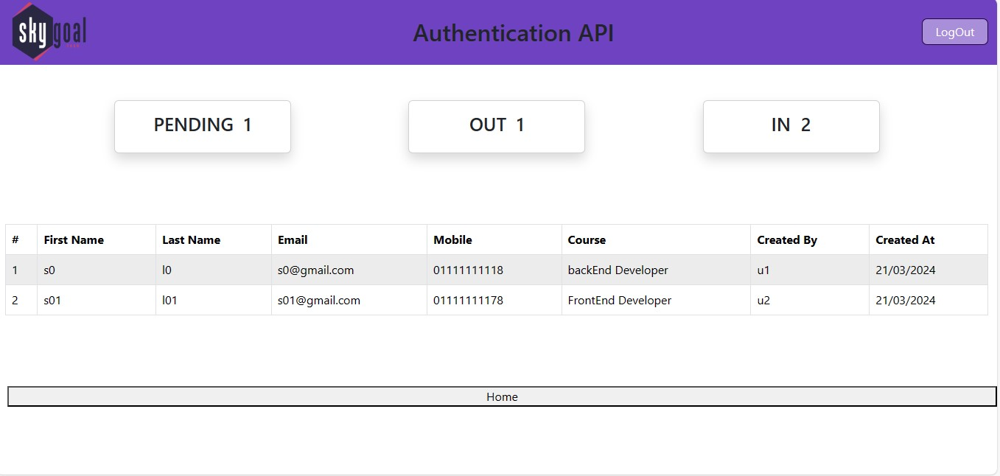 skygoal
Authentication API
LogOut
PENDING 1
OUT 1
IN 2
# First Name Last Name Email Mobile Course Created By Created At
1 s0 l0 s0@gmail.com 01111111118 backEnd Developer u1 21/03/2024
2 s01 l01 s01@gmail.com 01111111178 FrontEnd Developer u2 21/03/2024
Home